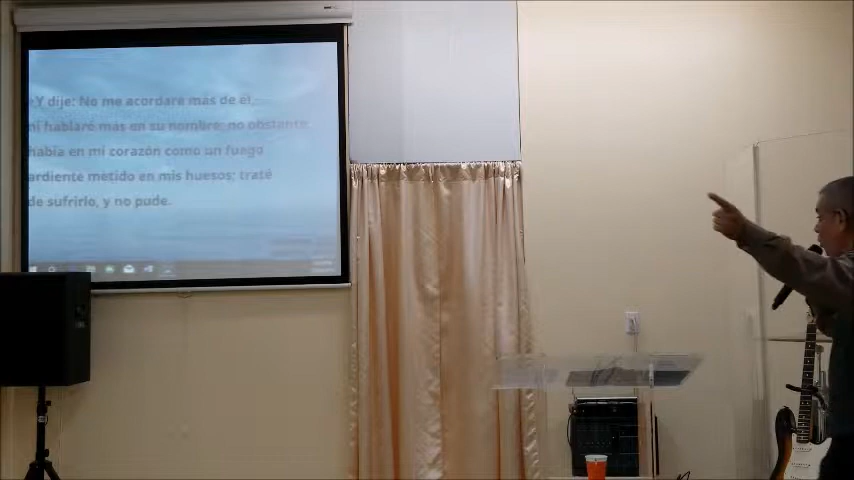 «Y dije: No me acordaré más de él,
ni hablaré más en su nombre; no obstante,
había en mi corazón como un fuego
ardiente metido en mis huesos; traté
de sufrirlo, y no pude.